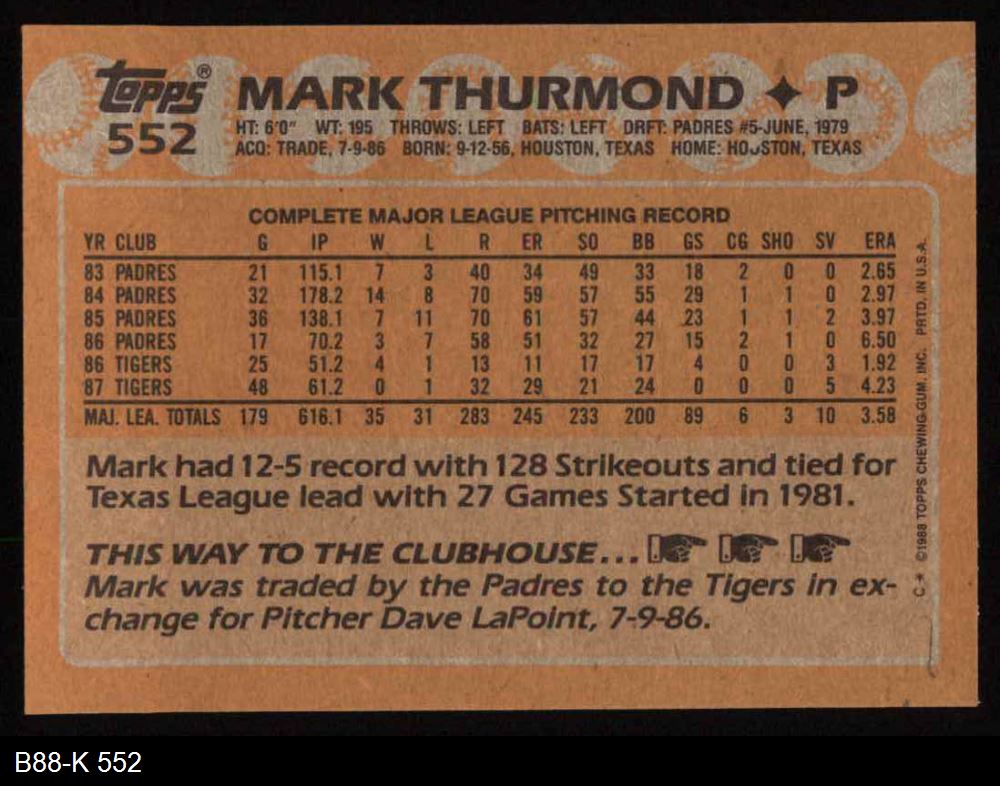 topps® MARK THURMOND ✦ P
552 HT: 6'0" WT: 195 THROWS: LEFT BATS: LEFT DRFT: PADRES #5-JUNE, 1979
ACQ: TRADE, 7-9-86 BORN: 9-12-56, HOUSTON, TEXAS HOME: HOUSTON, TEXAS
COMPLETE MAJOR LEAGUE PITCHING RECORD
YR CLUB G IP W L R ER SO BB GS CG SHO SV ERA
83 PADRES 21 115.1 7 3 40 34 49 33 18 2 0 0 2.65
84 PADRES 32 178.2 14 8 70 59 57 55 29 1 1 0 2.97
85 PADRES 36 138.1 7 11 70 61 57 44 23 1 1 2 3.97
86 PADRES 17 70.2 3 7 58 51 32 27 15 2 1 0 6.50
86 TIGERS 25 51.2 4 1 13 11 17 17 4 0 0 3 1.92
87 TIGERS 48 61.2 0 1 32 29 21 24 0 0 0 5 4.23
MAJ. LEA. TOTALS 179 616.1 35 31 283 245 233 200 89 6 3 10 3.58
Mark had 12-5 record with 128 Strikeouts and tied for
Texas League lead with 27 Games Started in 1981.
THIS WAY TO THE CLUBHOUSE...
Mark was traded by the Padres to the Tigers in ex-
change for Pitcher Dave LaPoint, 7-9-86.
C* ©1988 TOPPS CHEWING GUM, INC. PRTD. IN U.S.A.
B88-K 552